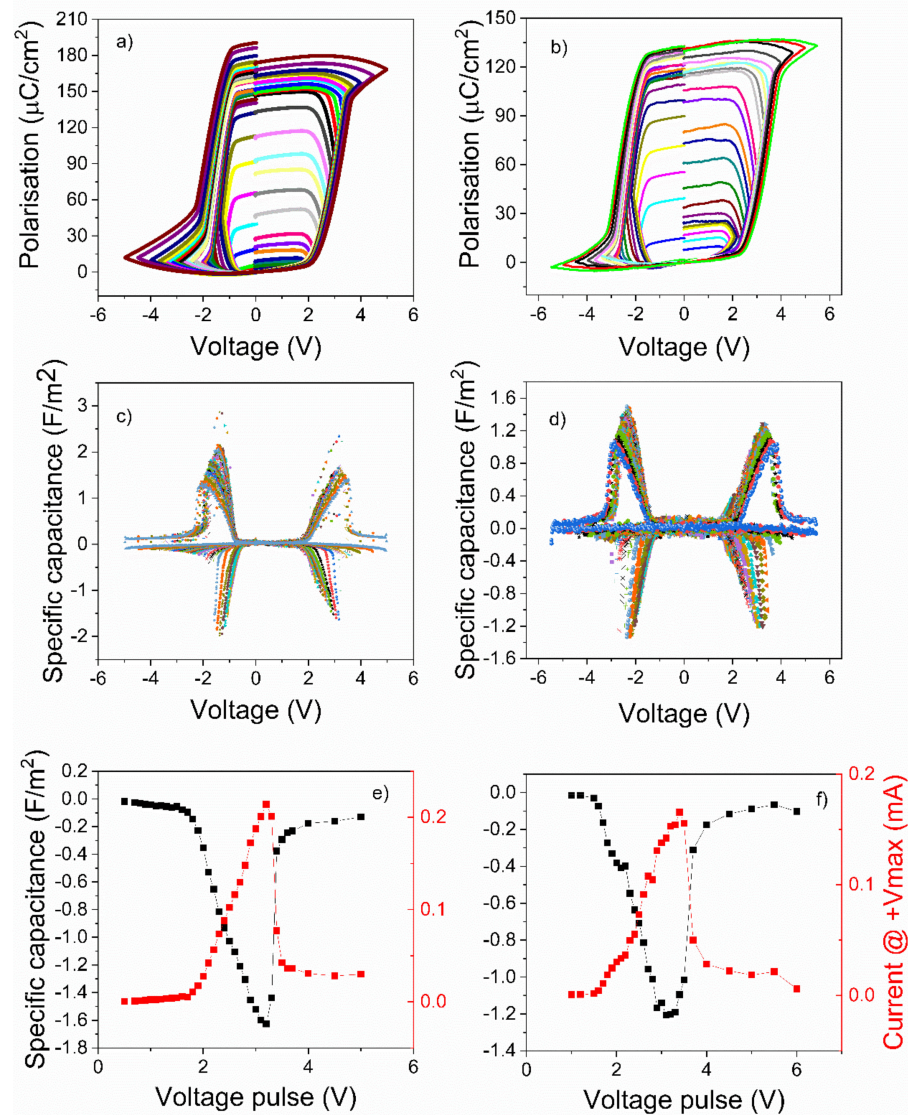 a)
Polarisation (μC/cm²)
210
180
150
120
90
60
30
0
-6 -4 -2 0 2 4 6
Voltage (V)
b)
Polarisation (μC/cm²)
150
135
120
105
90
75
60
45
30
15
0
-15
-6 -4 -2 0 2 4 6
Voltage (V)
c)
Specific capacitance (F/m²)
3
2
1
0
-1
-2
-6 -4 -2 0 2 4 6
Voltage (V)
d)
Specific capacitance (F/m²)
1.6
1.2
0.8
0.4
0.0
-0.4
-0.8
-1.2
-1.6
-6 -4 -2 0 2 4 6
Voltage (V)
e)
Specific capacitance (F/m²)
0.2
0.0
-0.2
-0.4
-0.6
-0.8
-1.0
-1.2
-1.4
-1.6
-1.8
0 2 4 6
0.2
0.1
0.0
Voltage pulse (V)
f)
0.0
-0.2
-0.4
-0.6
-0.8
-1.0
-1.2
-1.4
0 2 4 6 8
0.2
0.1
0.0
Current @ +Vmax (mA)
Voltage pulse (V)